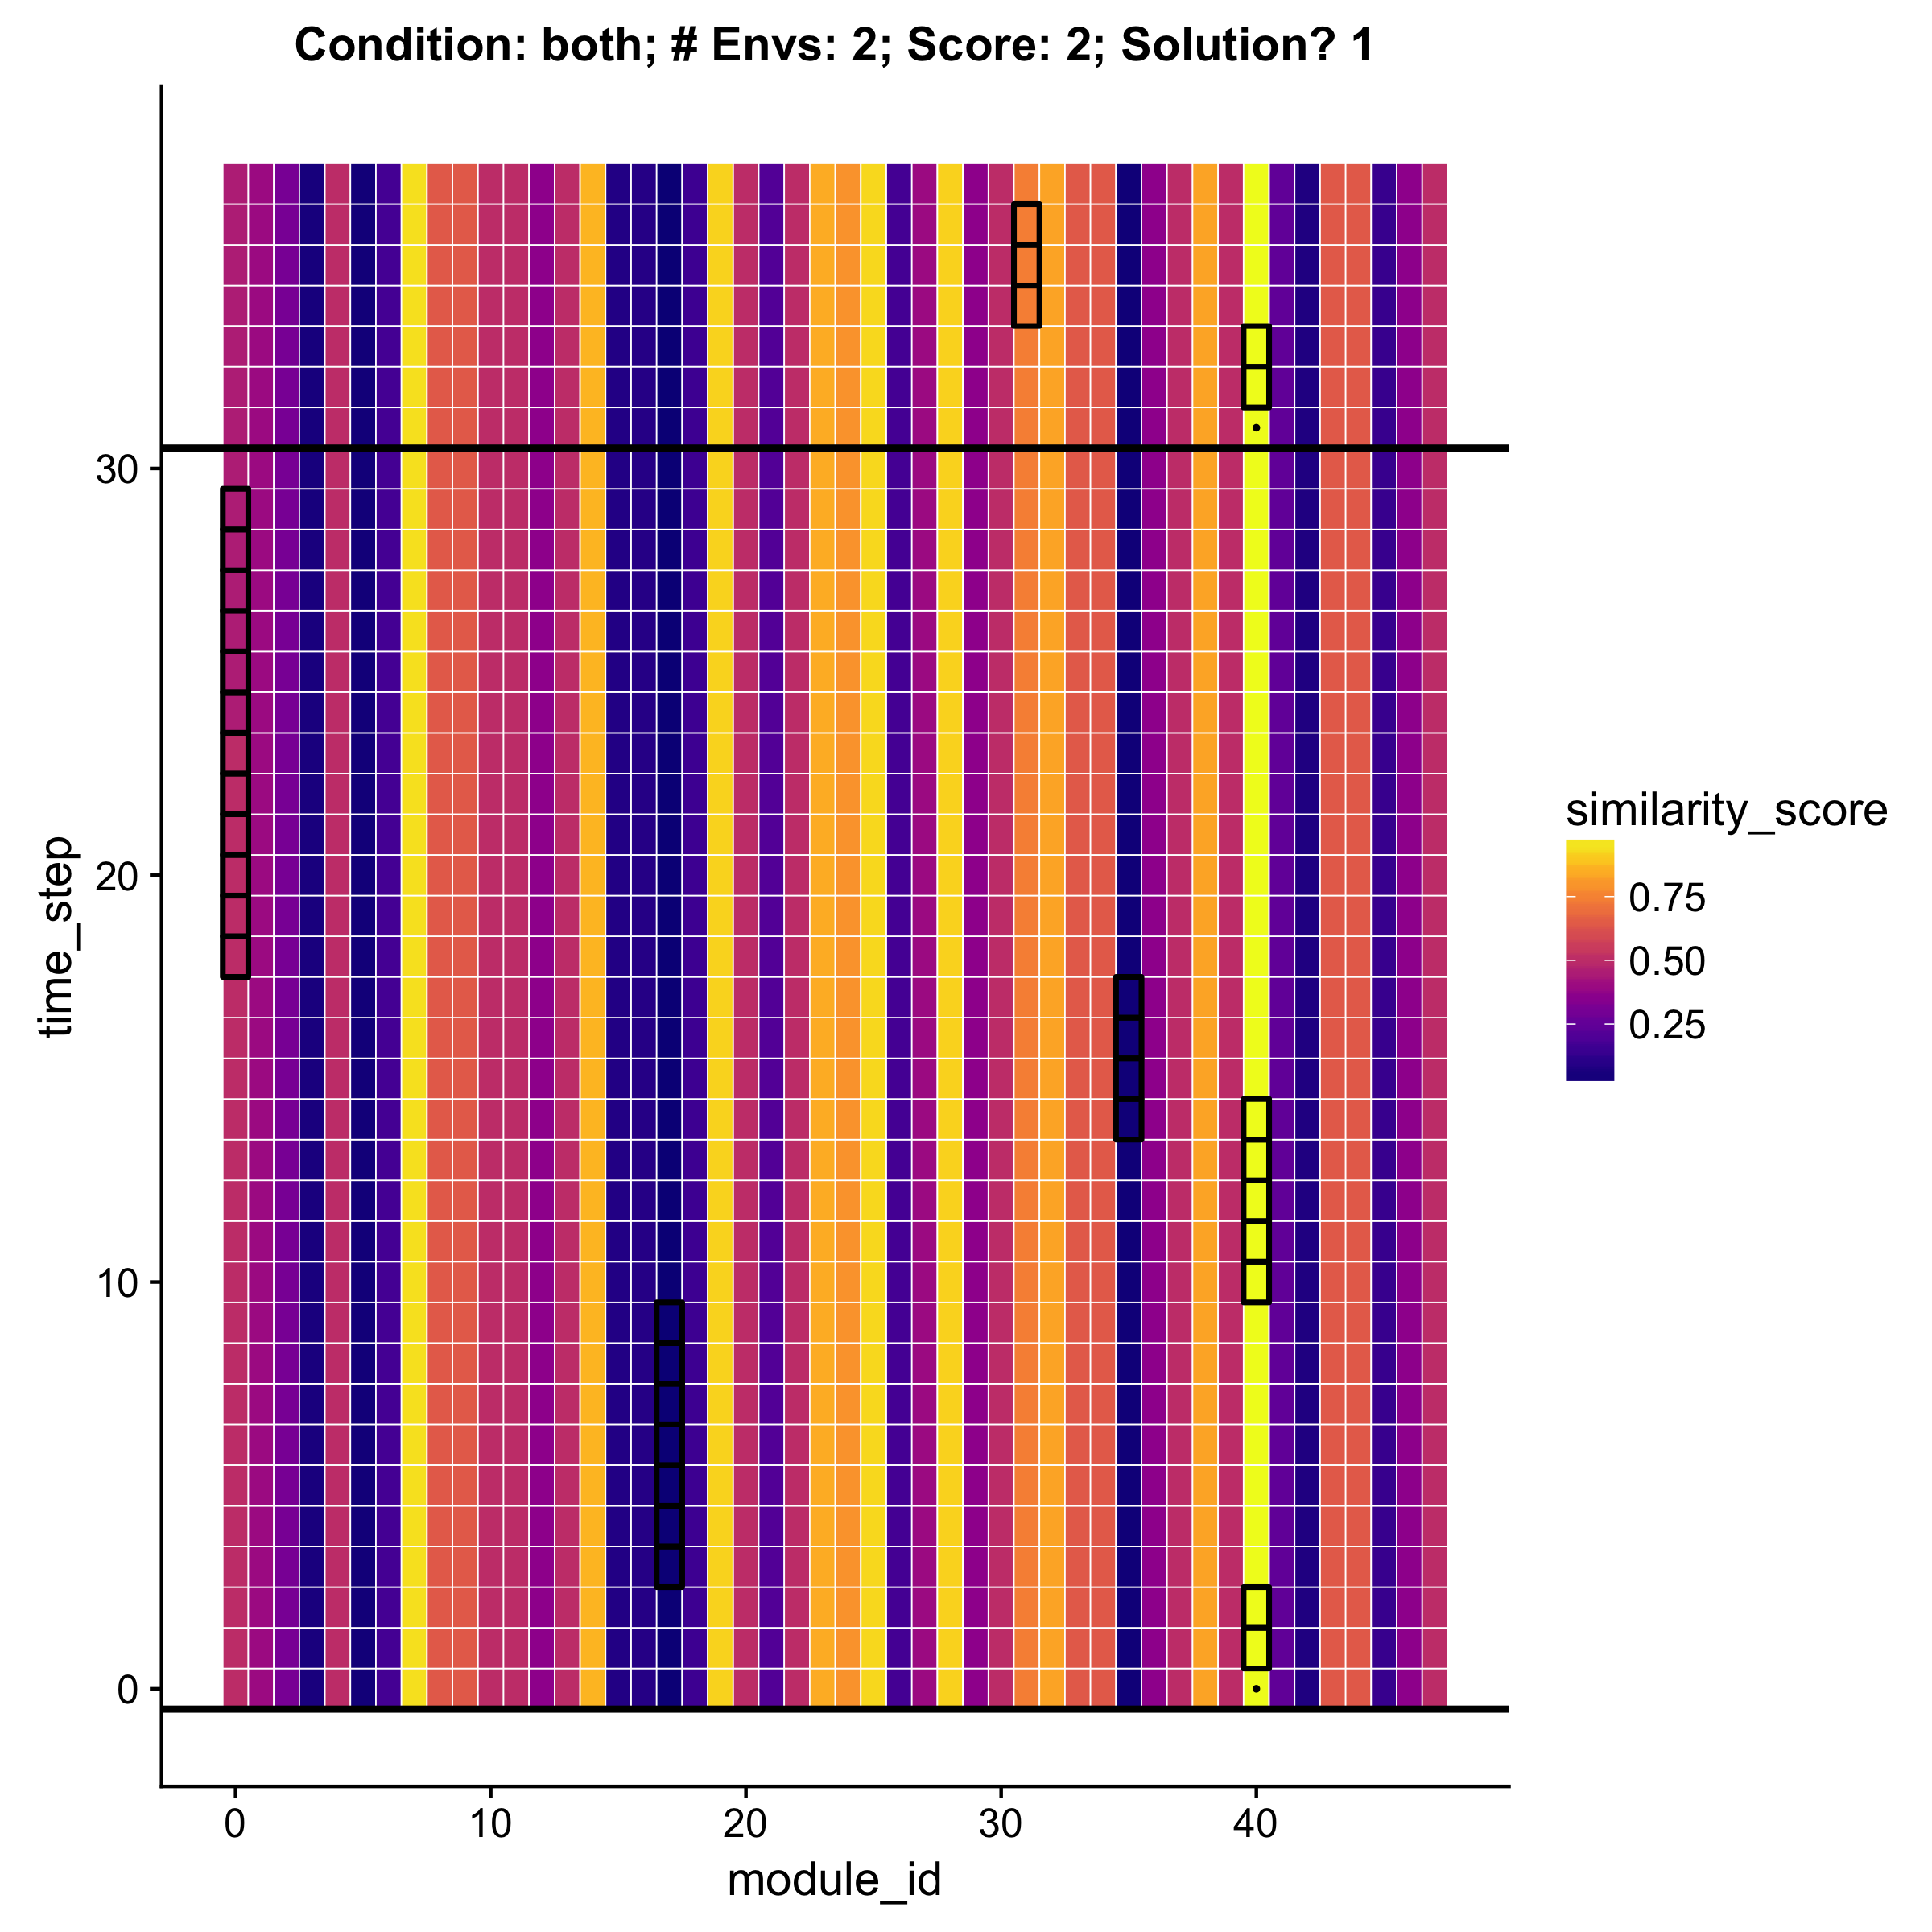 Condition: both; # Envs: 2; Score: 2; Solution? 1
time_step
30
20
10
0
0 10 20 30 40
module_id
similarity_score
0.75
0.50
0.25